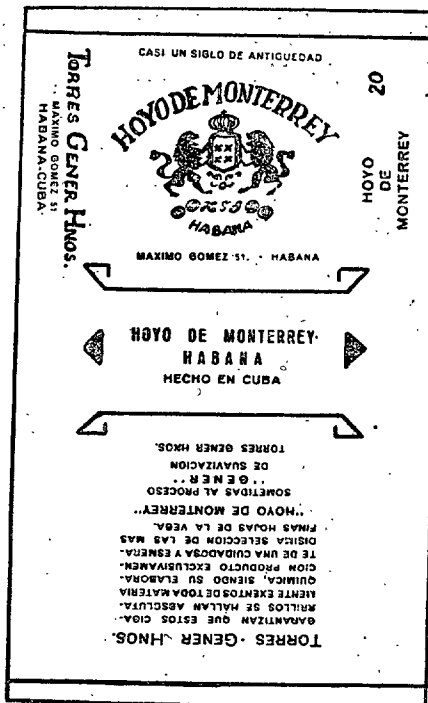 CASI UN SIGLO DE ANTIGUEDAD
HOYO DE MONTERREY
HABANA
MAXIMO GOMEZ 51. - HABANA
TORRES GENER HNOS.
MAXIMO GOMEZ 51
HABANA-CUBA.
20
HOYO
DE
MONTERREY
HOYO DE MONTERREY
HABANA
HECHO EN CUBA
TORRES - GENER HNOS.
GARANTIZAN QUE ESTOS CIGA-
RRILLOS SE HALLAN ABSOLUTA-
MENTE EXENTOS DE TODA MATERIA
QUIMICA, SIENDO SU ELABORA-
CION PRODUCTO EXCLUSIVAMEN-
TE DE UNA CUIDADOSA Y ESMERA-
DISIMA SELECCION DE LAS MAS
FINAS HOJAS DE LA VEGA.
"HOYO DE MONTERREY"
SOMETIDAS AL PROCESO
"GENER"
DE SUAVIZACION
TORRES GENER HNOS.